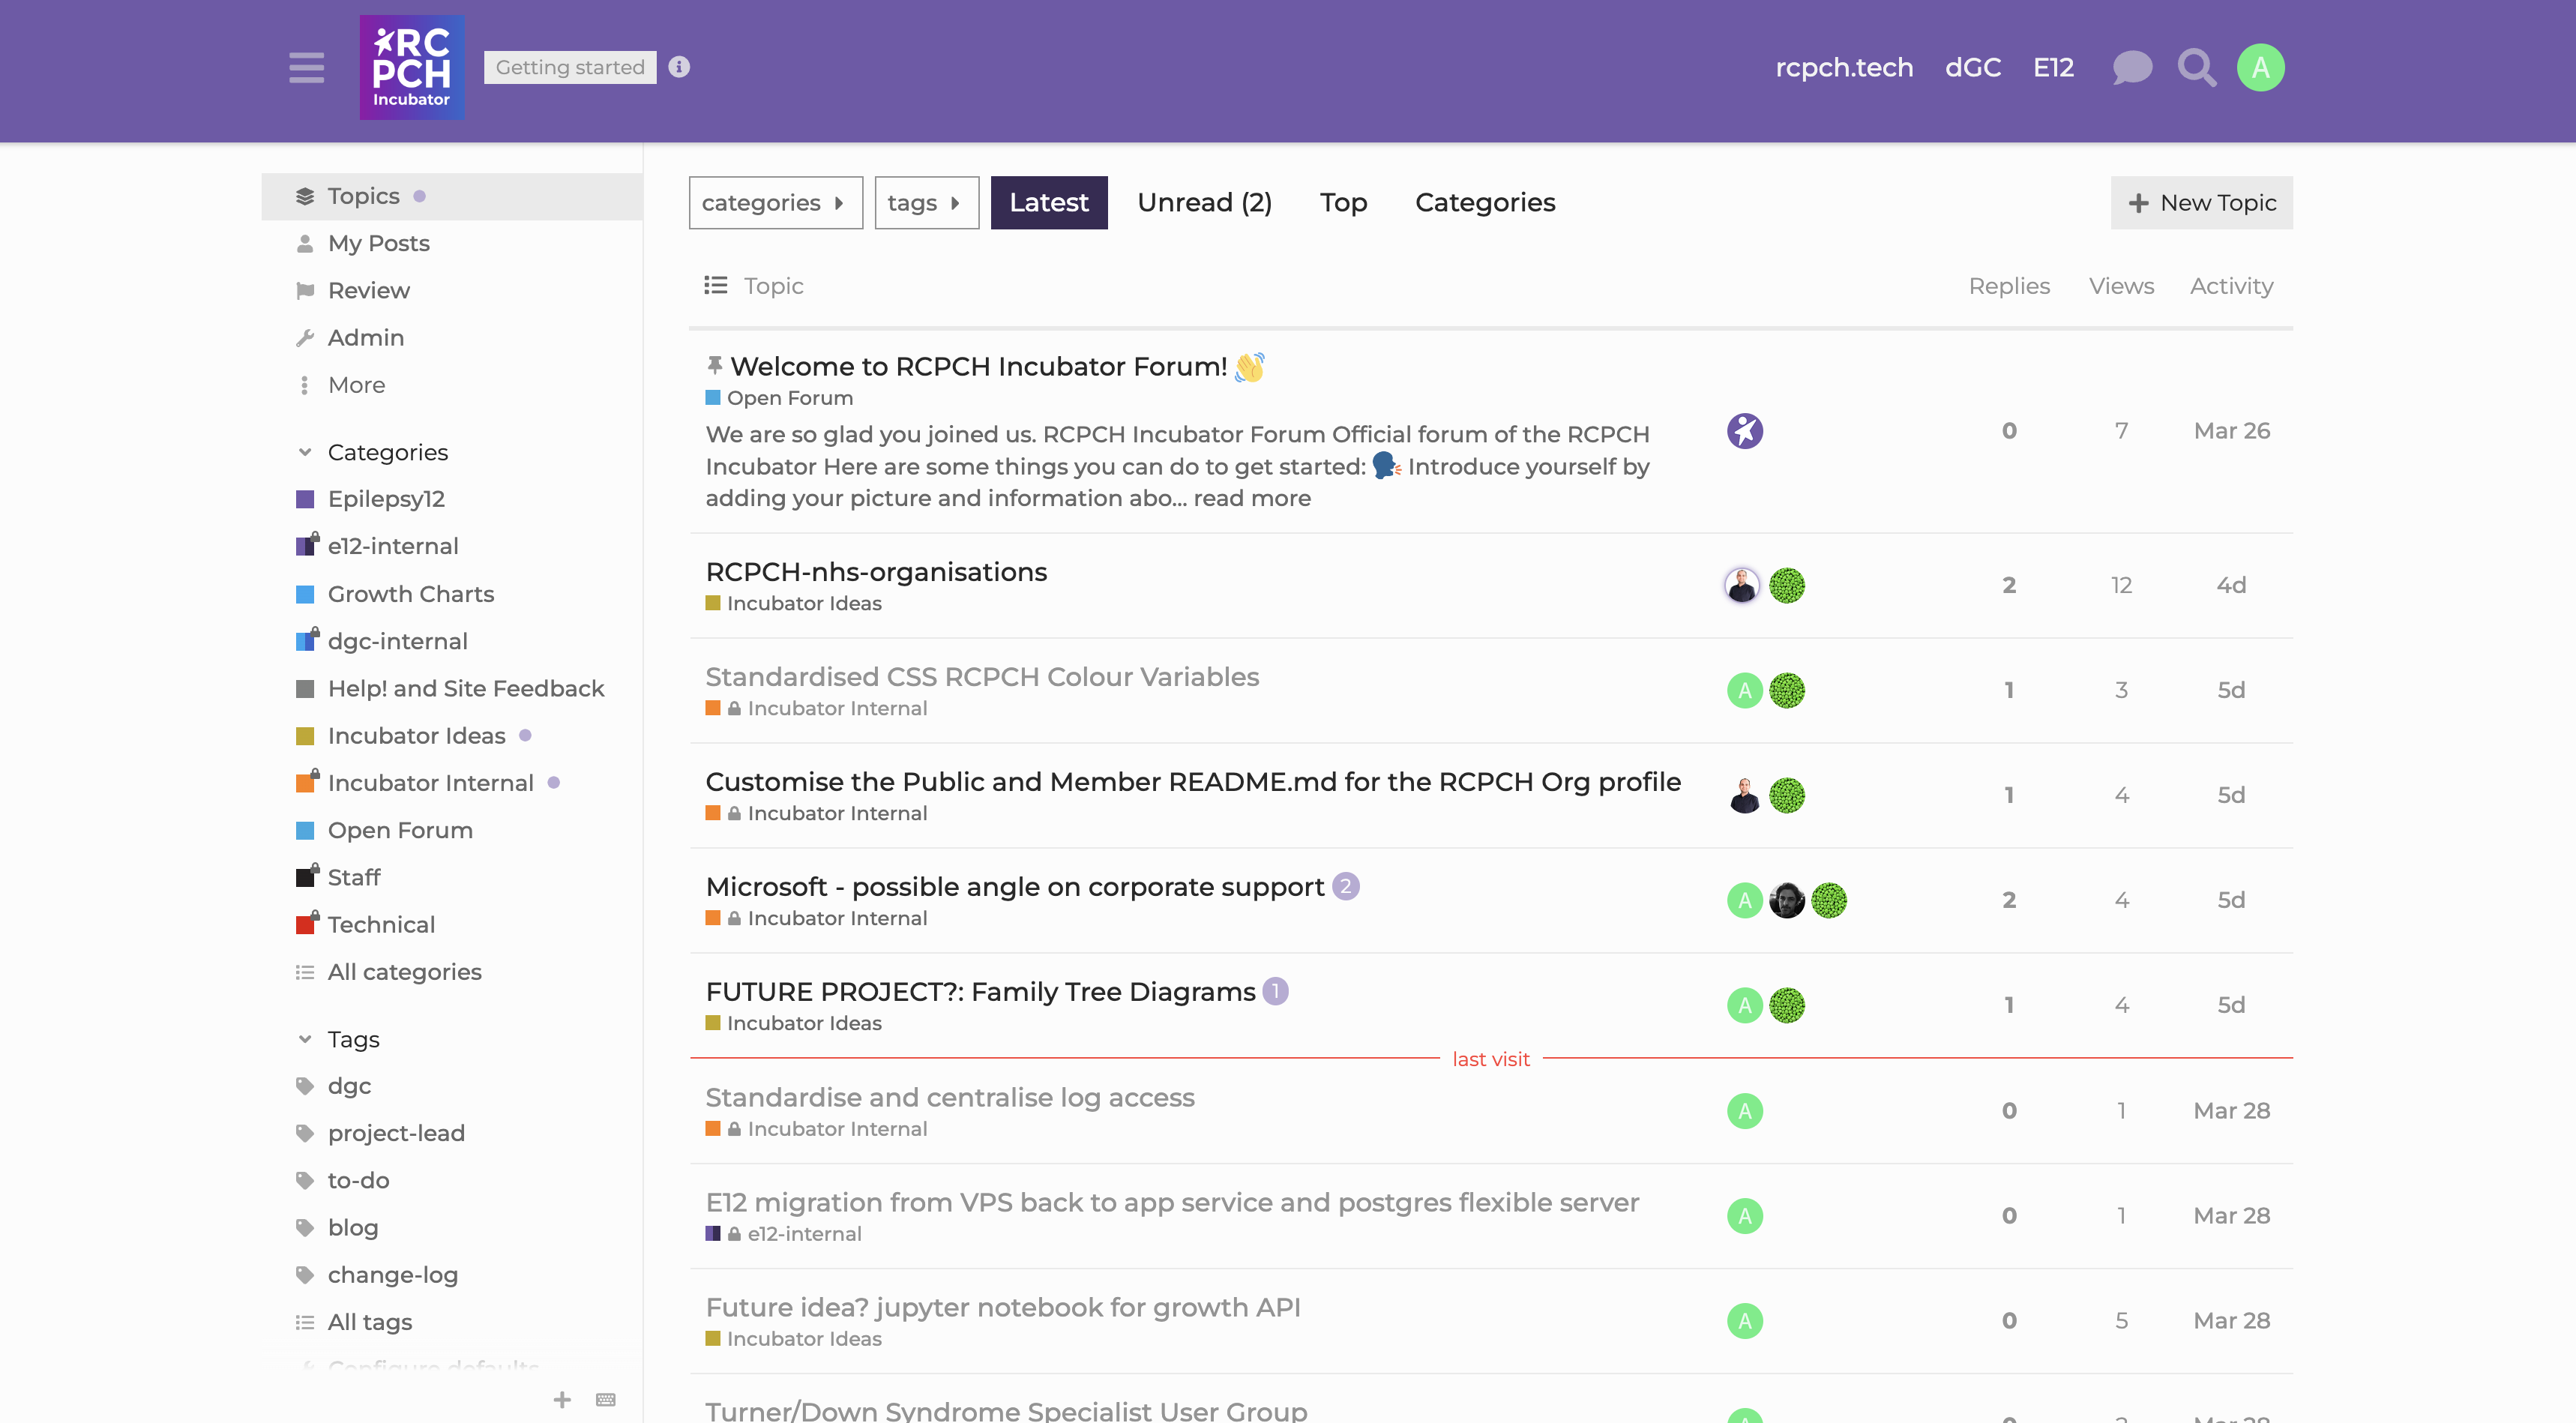 RC
PCH
Incubator
Getting started
rcpch.tech dGC E12
A
Topics
My Posts
Review
Admin
More
Categories
Epilepsy12
e12-internal
Growth Charts
dgc-internal
Help! and Site Feedback
Incubator Ideas
Incubator Internal
Open Forum
Staff
Technical
All categories
Tags
dgc
project-lead
to-do
blog
change-log
All tags
Configure defaults
categories tags Latest Unread (2) Top Categories
New Topic
Topic Replies Views Activity
Welcome to RCPCH Incubator Forum!
Open Forum
We are so glad you joined us. RCPCH Incubator Forum Official forum of the RCPCH
Incubator Here are some things you can do to get started: Introduce yourself by
adding your picture and information abo... read more
0 7 Mar 26
RCPCH-nhs-organisations
Incubator Ideas
2 12 4d
Standardised CSS RCPCH Colour Variables
Incubator Internal
A
1 3 5d
Customise the Public and Member README.md for the RCPCH Org profile
Incubator Internal
1 4 5d
Microsoft - possible angle on corporate support 2
Incubator Internal
A
2 4 5d
FUTURE PROJECT?: Family Tree Diagrams 1
Incubator Ideas
A
1 4 5d
last visit
Standardise and centralise log access
Incubator Internal
A
0 1 Mar 28
E12 migration from VPS back to app service and postgres flexible server
e12-internal
A
0 1 Mar 28
Future idea? jupyter notebook for growth API
Incubator Ideas
A
0 5 Mar 28
Turner/Down Syndrome Specialist User Group
A
0 Mar 28